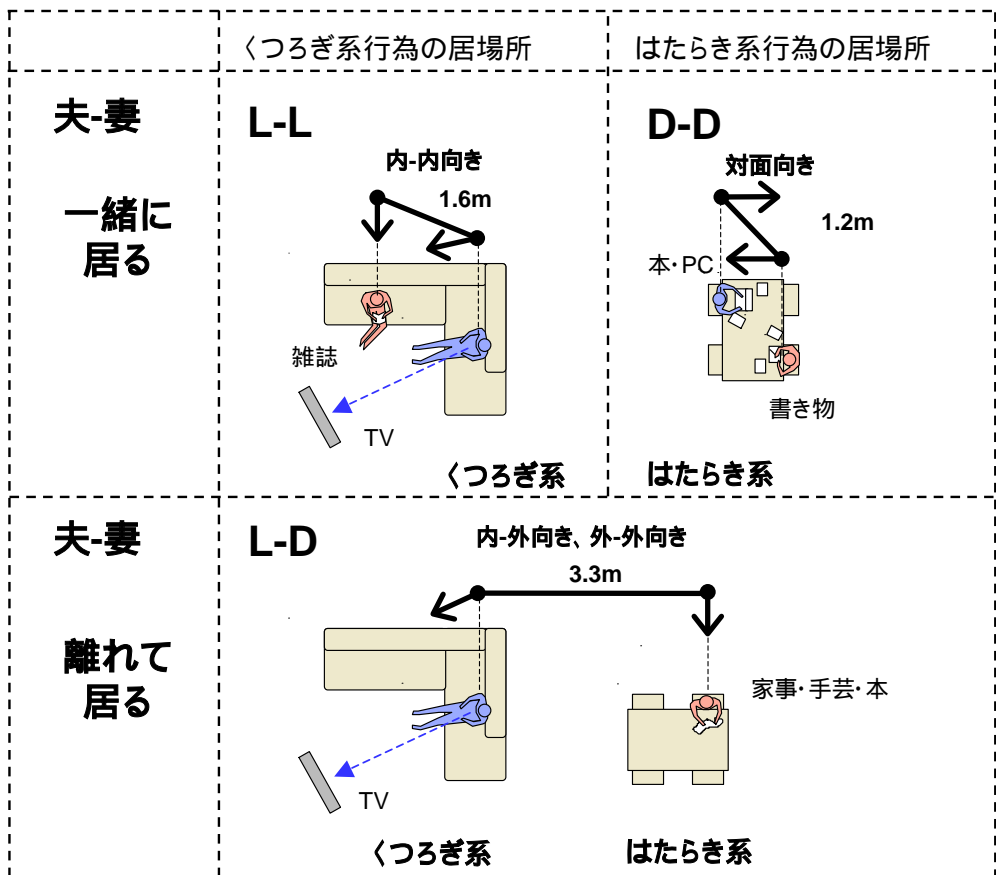 くつろぎ系行為の居場所
はたらき系行為の居場所
夫-妻
一緒に
居る
L-L
内-内向き
1.6m
雑誌
TV
くつろぎ系
D-D
対面向き
1.2m
本・PC
書き物
はたらき系
夫-妻
離れて
居る
L-D
内-外向き、外-外向き
3.3m
家事・手芸・本
TV
くつろぎ系
はたらき系